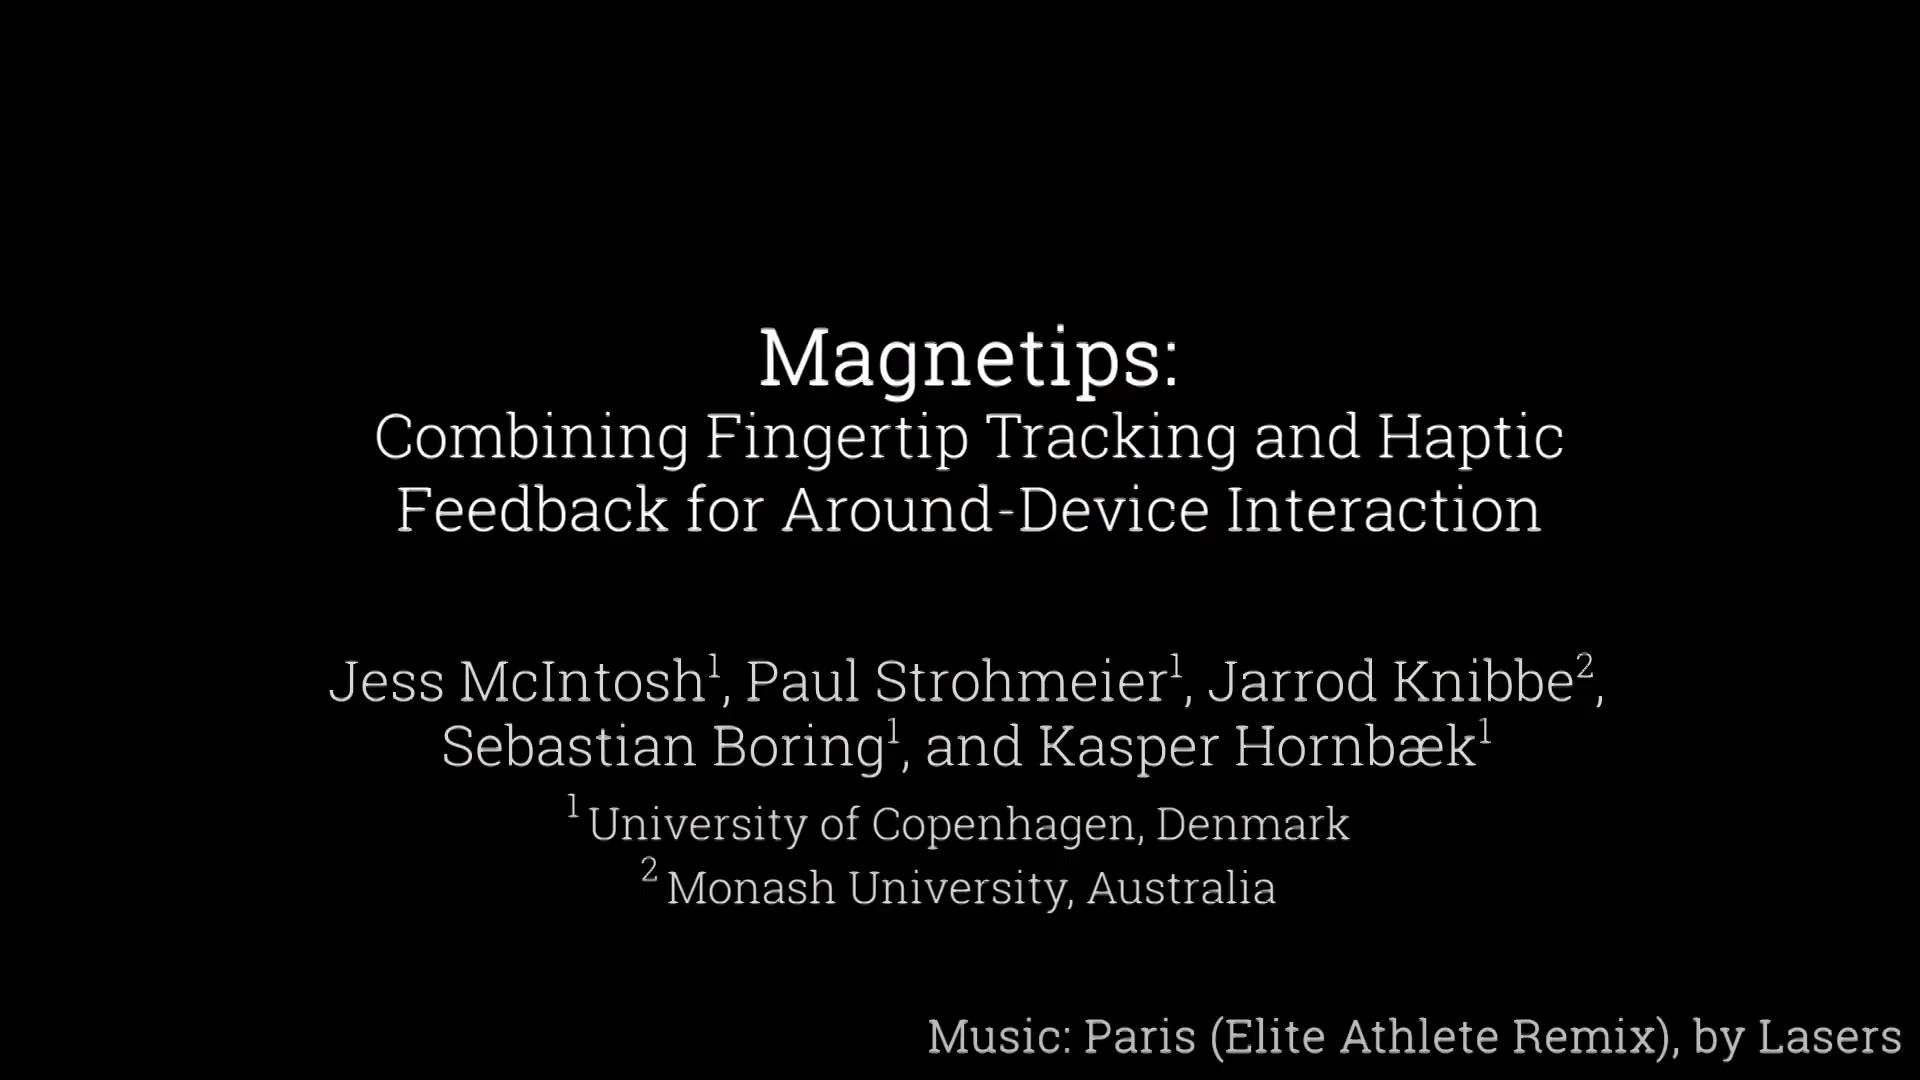 Magnetips:
Combining Fingertip Tracking and Haptic
Feedback for Around-Device Interaction
Jess McIntosh¹, Paul Strohmeier¹, Jarrod Knibbe²,
Sebastian Boring¹, and Kasper Hornbæk¹
¹ University of Copenhagen, Denmark
² Monash University, Australia
Music: Paris (Elite Athlete Remix), by Lasers